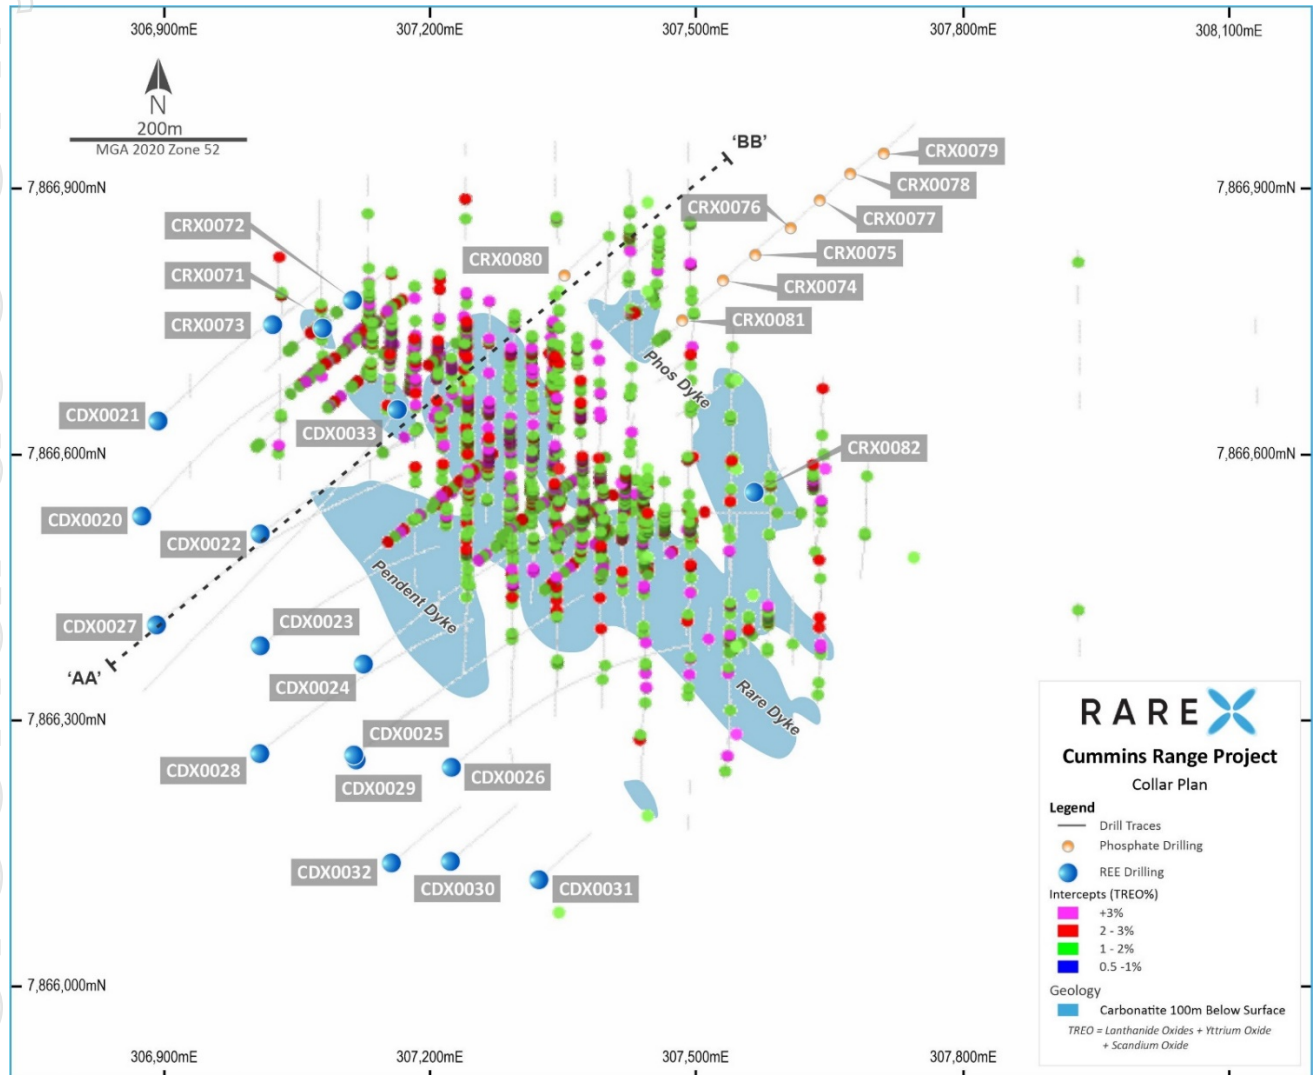 306,900mE
307,200mE
307,500mE
307,800mE
308,100mE
N
200m
MGA 2020 Zone 52
'BB'
CRX0079
CRX0078
7,866,900mN
7,866,900mN
CRX0076
CRX0077
CRX0072
CRX0075
CRX0080
CRX0071
CRX0074
CRX0073
CRX0081
Phos Dyke
CDX0021
CDX0033
CRX0082
7,866,600mN
7,866,600mN
CDX0020
CDX0022
Pendent Dyke
CDX0027
CDX0023
'AA'
CDX0024
Rare Dyke
7,866,300mN
CDX0025
CDX0028
CDX0026
CDX0029
CDX0032
CDX0030
CDX0031
7,866,000mN
RAREX
Cummins Range Project
Collar Plan
Legend
Drill Traces
Phosphate Drilling
REE Drilling
Intercepts (TREO%)
+3%
2 - 3%
1 - 2%
0.5 -1%
Geology
Carbonatite 100m Below Surface
TREO = Lanthanide Oxides + Yttrium Oxide
+ Scandium Oxide
306,900mE
307,200mE
307,500mE
307,800mE